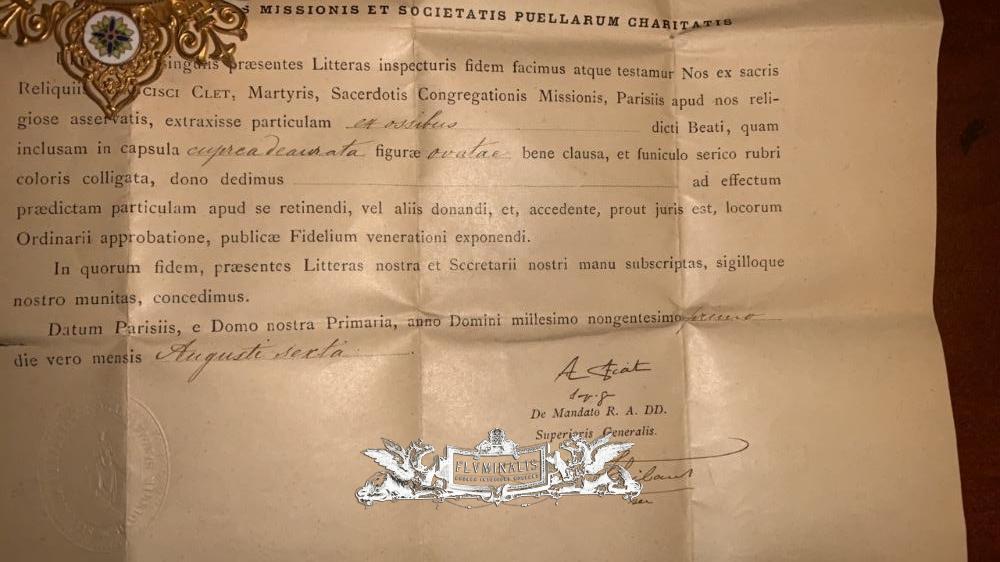 S MISSIONIS ET SOCIETATIS PUELLARUM CHARITATIS
singulis præsentes Litteras inspecturis fidem facimus atque testamur Nos ex sacris
Reliquiis CISCI CLET, Martyris, Sacerdotis Congregationis Missionis, Parisiis apud nos reli-
giose asservatis, extraxisse particulam ex ossibus dicti Beati, quam
inclusam in capsula cuprea deaurata figuræ ovatae bene clausa, et funiculo serico rubri
coloris colligata, dono dedimus ad effectum
prædictam particulam apud se retinendi, vel aliis donandi, et, accedente, prout juris est, locorum
Ordinarii approbatione, publicæ Fidelium venerationi exponendi.
In quorum fidem, præsentes Litteras nostra et Secretarii nostri manu subscriptas, sigilloque
nostro munitas, concedimus.
Datum Parisiis, e Domo nostra Primaria, anno Domini millesimo nongentesimo primo
die vero mensis Augusti sexta
A Fiat
s.v.g
De Mandato R. A. DD.
Superioris Generalis.
FLVMINALIS